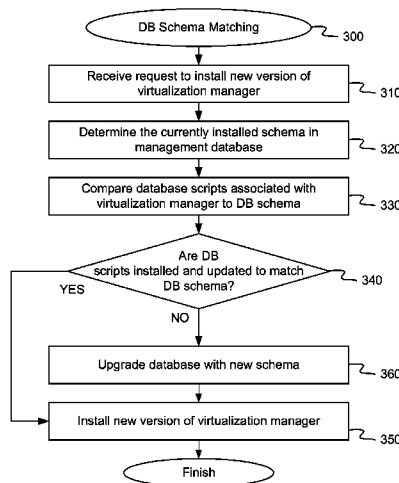 DB Schema Matching
300
Receive request to install new version of
virtualization manager
310
Determine the currently installed schema in
management database
320
Compare database scripts associated with
virtualization manager to DB schema
330
Are DB
scripts installed and updated to match
DB schema?
340
YES
NO
Upgrade database with new schema
360
Install new version of virtualization manager
350
Finish